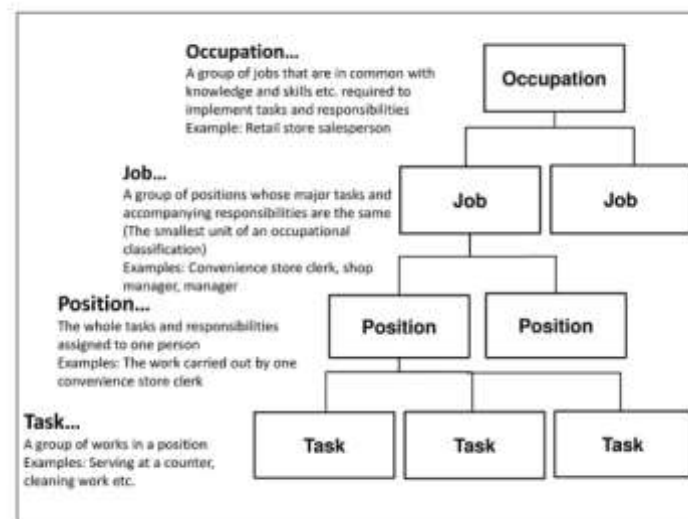 Occupation...
A group of jobs that are in common with
knowledge and skills etc. required to
implement tasks and responsibilities
Example: Retail store salesperson
Occupation
Job...
A group of positions whose major tasks and
accompanying responsibilities are the same
(The smallest unit of an occupational
classification)
Examples: Convenience store clerk, shop
manager, manager
Job
Job
Position...
The whole tasks and responsibilities
assigned to one person
Examples: The work carried out by one
convenience store clerk
Position
Position
Task...
A group of works in a position
Examples: Serving at a counter,
cleaning work etc.
Task
Task
Task